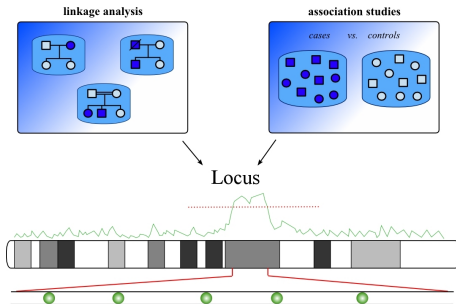 linkage analysis
association studies
cases vs. controls
Locus